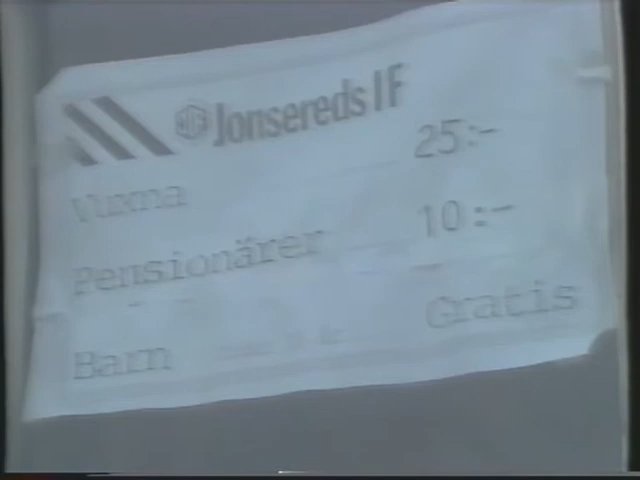 Jonsereds IF
Vuxna 25:-
Pensionärer 10:-
Barn Gratis